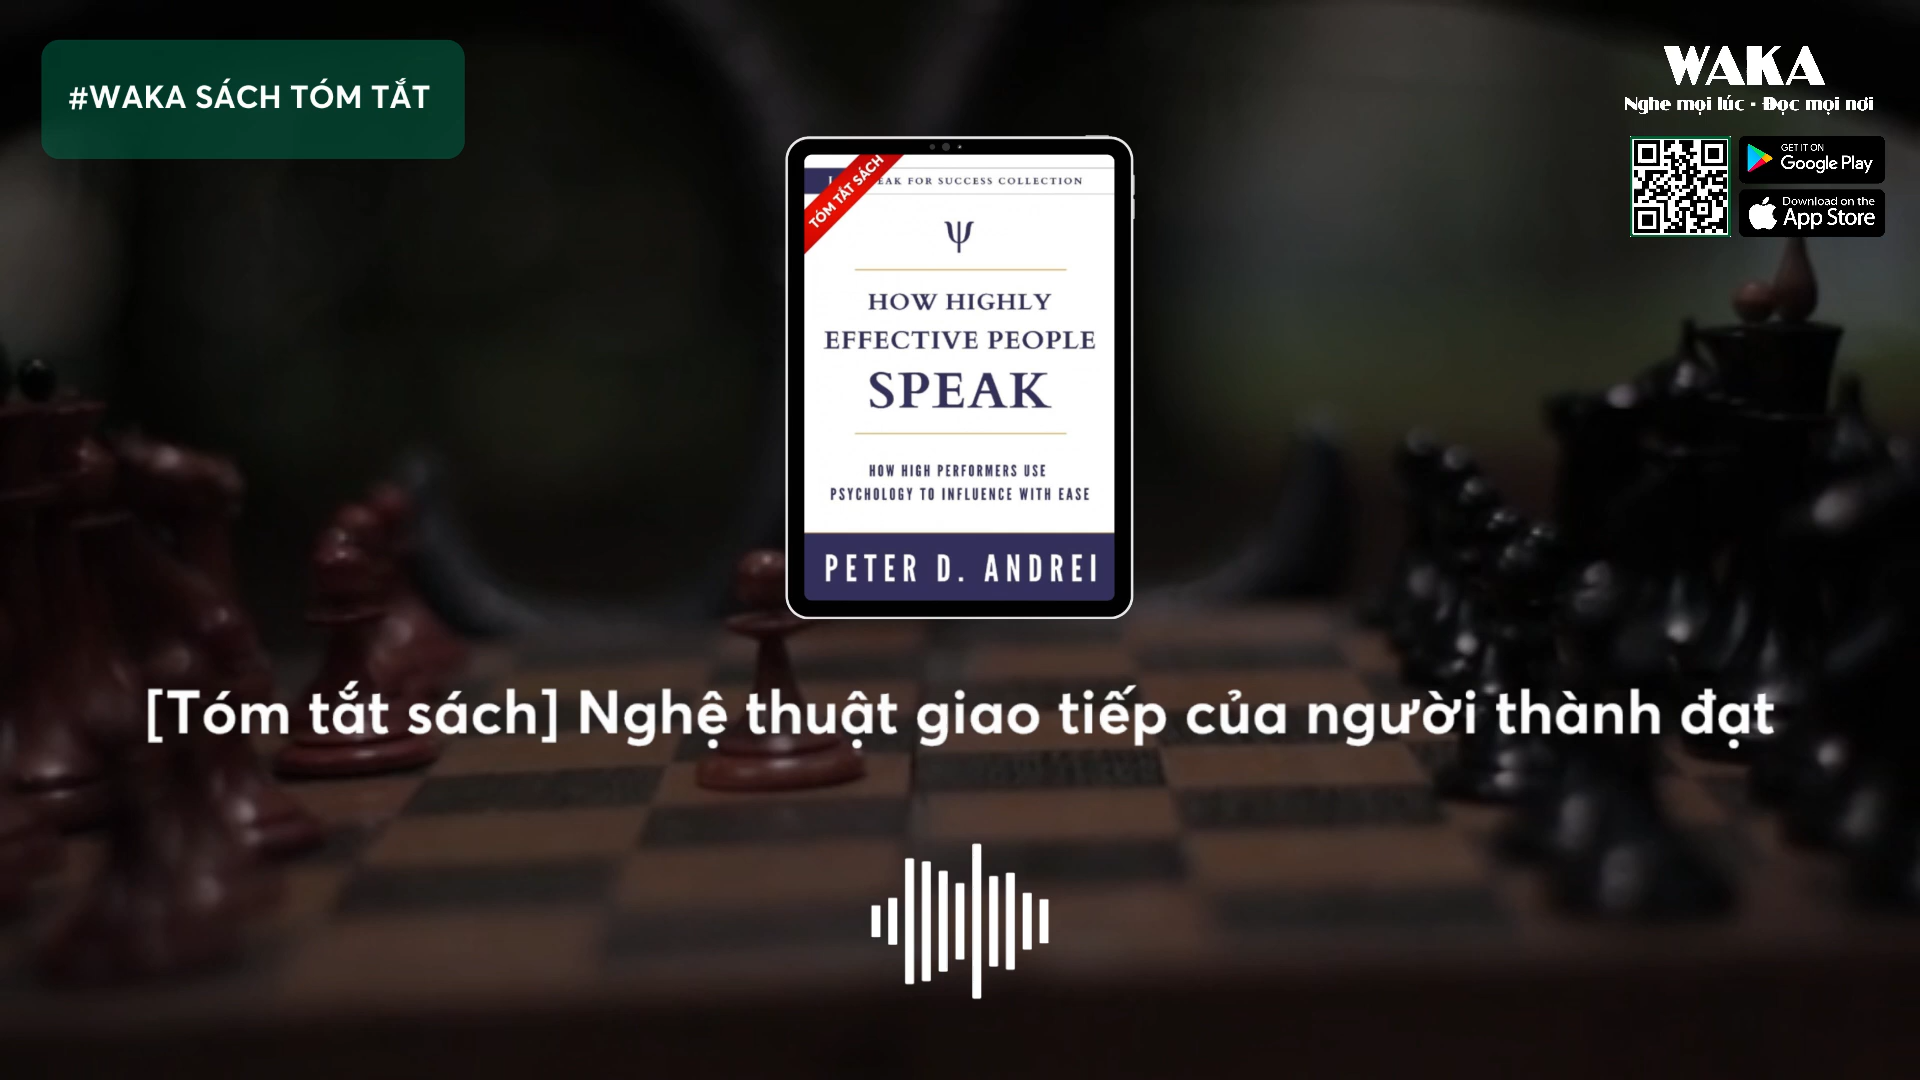 #WAKA SÁCH TÓM TẮT
WAKA
Nghe mọi lúc · Đọc mọi nơi
GET IT ON
Google Play
Download on the
App Store
TÓM TẮT SÁCH
FOR SUCCESS COLLECTION
HOW HIGHLY
EFFECTIVE PEOPLE
SPEAK
HOW HIGH PERFORMERS USE
PSYCHOLOGY TO INFLUENCE WITH EASE
PETER D. ANDREI
[Tóm tắt sách] Nghệ thuật giao tiếp của người thành đạt